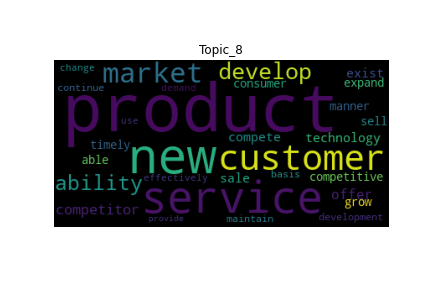 Topic_8
change market develop consumer exist expand
continue demand
product manner
use sell
timely new compete technology
able customer
ability effectively sale basis competitive
service offer
competitor grow
provide maintain development